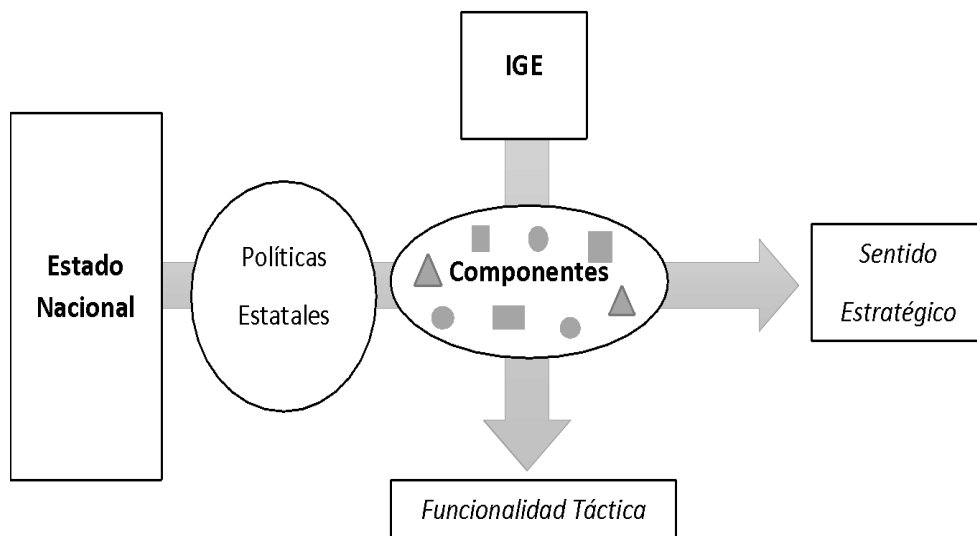 IGE
Estado
Nacional
Políticas
Estatales
Componentes
Sentido
Estratégico
Funcionalidad Táctica